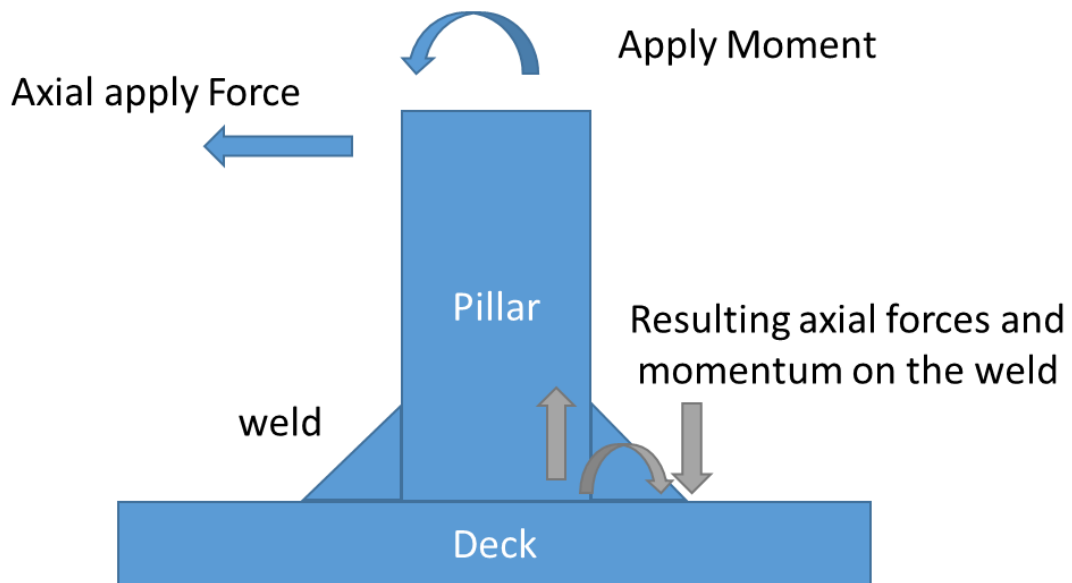 Apply Moment
Axial apply Force
Pillar
Resulting axial forces and
momentum on the weld
weld
Deck